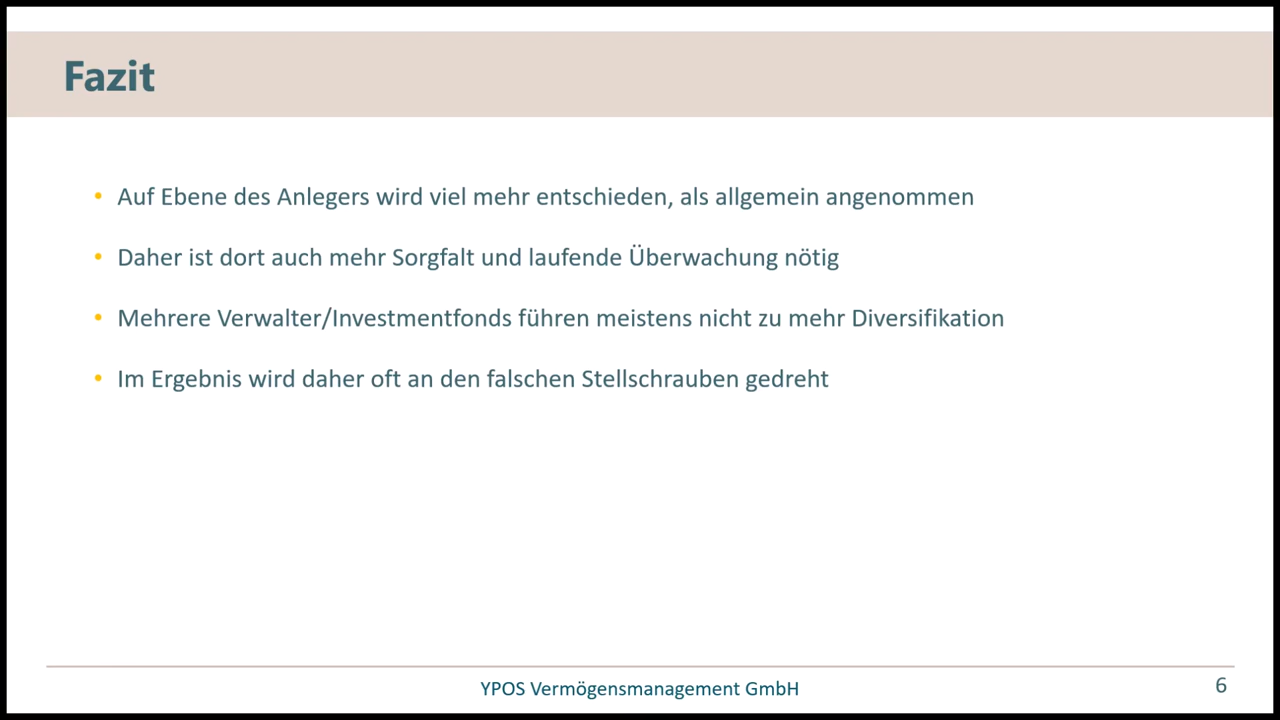 Fazit
• Auf Ebene des Anlegers wird viel mehr entschieden, als allgemein angenommen
• Daher ist dort auch mehr Sorgfalt und laufende Überwachung nötig
• Mehrere Verwalter/Investmentfonds führen meistens nicht zu mehr Diversifikation
• Im Ergebnis wird daher oft an den falschen Stellschrauben gedreht
YPOS Vermögensmanagement GmbH
6